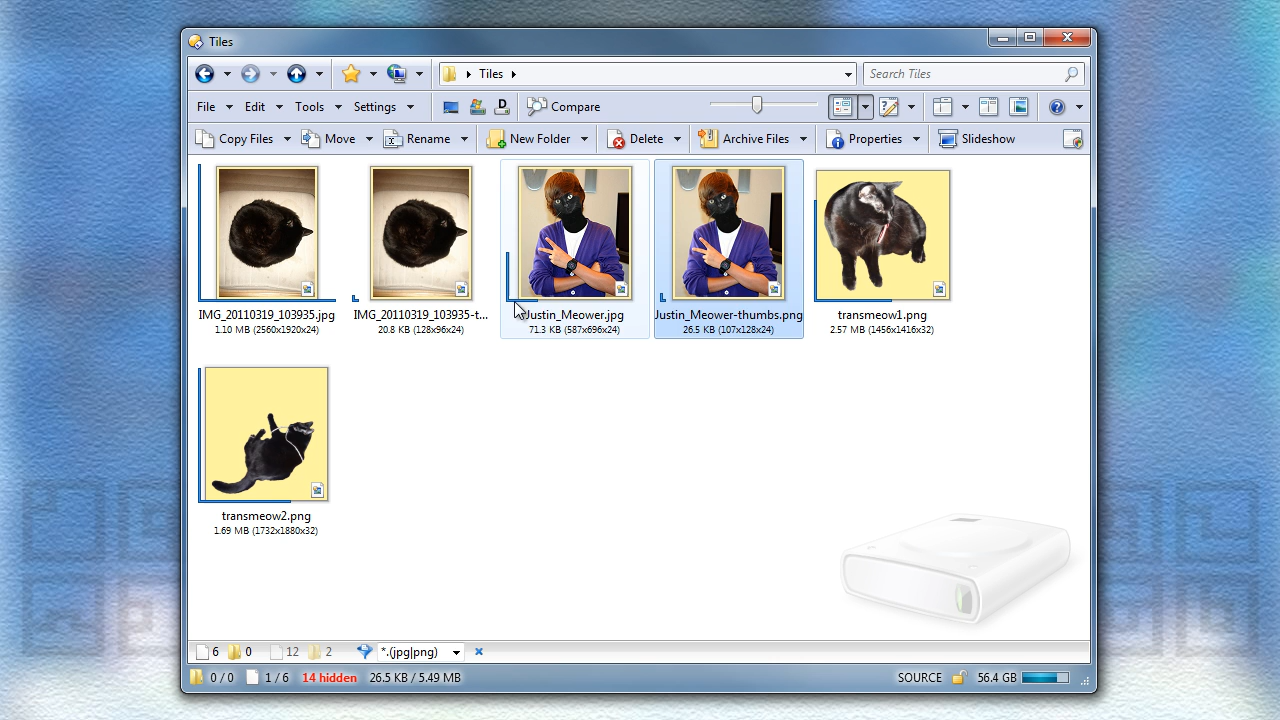 Tiles
Tiles
Search Tiles
File Edit Tools Settings D Compare
Copy Files Move Rename New Folder Delete Archive Files Properties Slideshow
IMG_20110319_103935.jpg
1.10 MB (2560x1920x24)
IMG_20110319_103935-t...
20.8 KB (128x96x24)
Justin_Meower.jpg
71.3 KB (587x696x24)
Justin_Meower-thumbs.png
26.5 KB (107x128x24)
transmeow1.png
2.57 MB (1456x1416x32)
transmeow2.png
1.69 MB (1732x1880x32)
6 0 12 2 *.(jpg|png)
0 / 0 1 / 6 14 hidden 26.5 KB / 5.49 MB SOURCE 56.4 GB